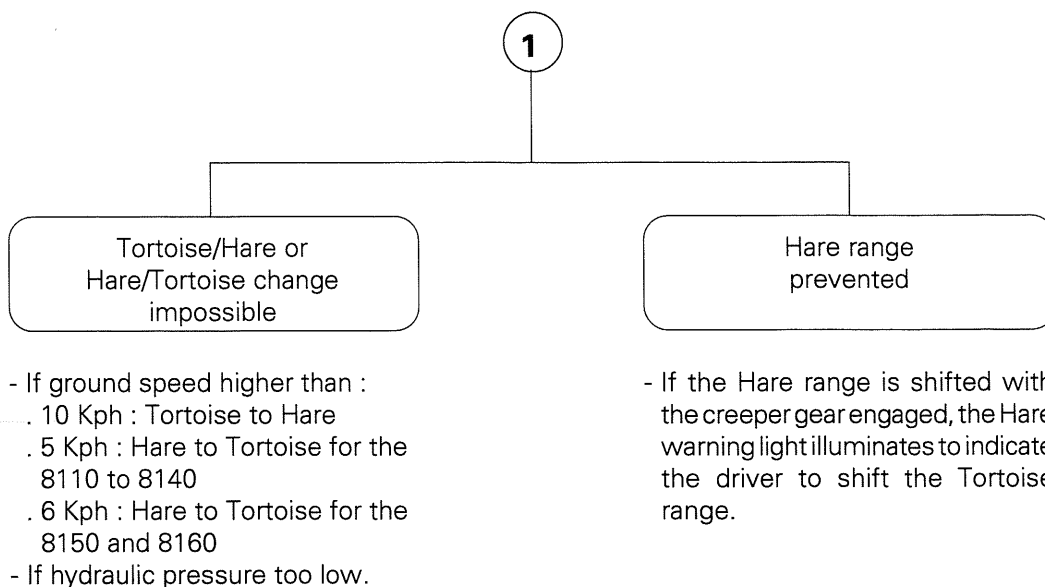 1
Tortoise/Hare or
Hare/Tortoise change
impossible
Hare range
prevented
- If ground speed higher than :
. 10 Kph : Tortoise to Hare
. 5 Kph : Hare to Tortoise for the
8110 to 8140
. 6 Kph : Hare to Tortoise for the
8150 and 8160
- If hydraulic pressure too low.
- If the Hare range is shifted with
the creeper gear engaged, the Hare
warning light illuminates to indicate
the driver to shift the Tortoise
range.